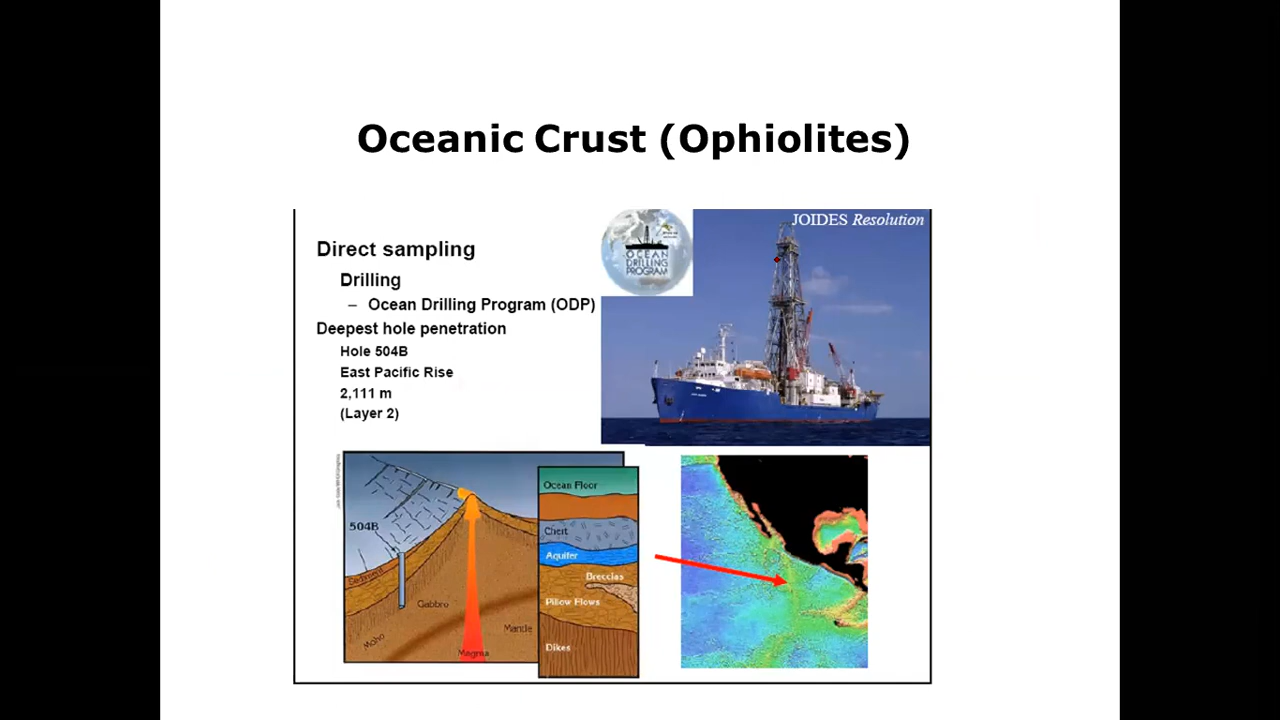 Oceanic Crust (Ophiolites)
JOIDES Resolution
Direct sampling
Drilling
– Ocean Drilling Program (ODP)
Deepest hole penetration
Hole 504B
East Pacific Rise
2,111 m
(Layer 2)
OCEAN
DRILLING
PROGRAM
504B
Sediment
Gabbro
Moho
Mantle
Magma
Ocean Floor
Chert
Aquifer
Breccias
Pillow Flows
Dikes